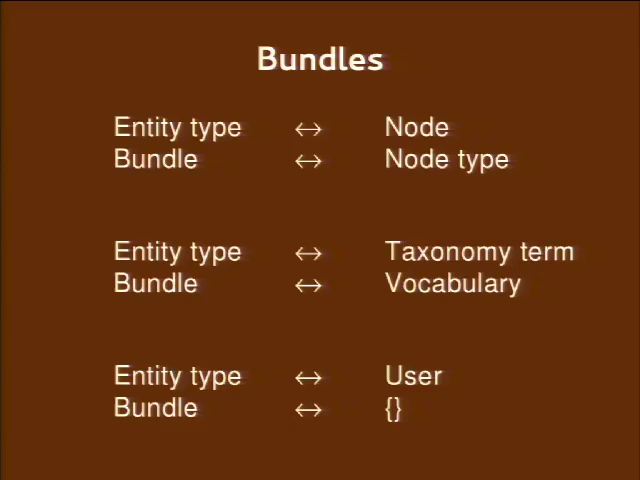 Bundles
Entity type ↔ Node
Bundle ↔ Node type
Entity type ↔ Taxonomy term
Bundle ↔ Vocabulary
Entity type ↔ User
Bundle ↔ {}